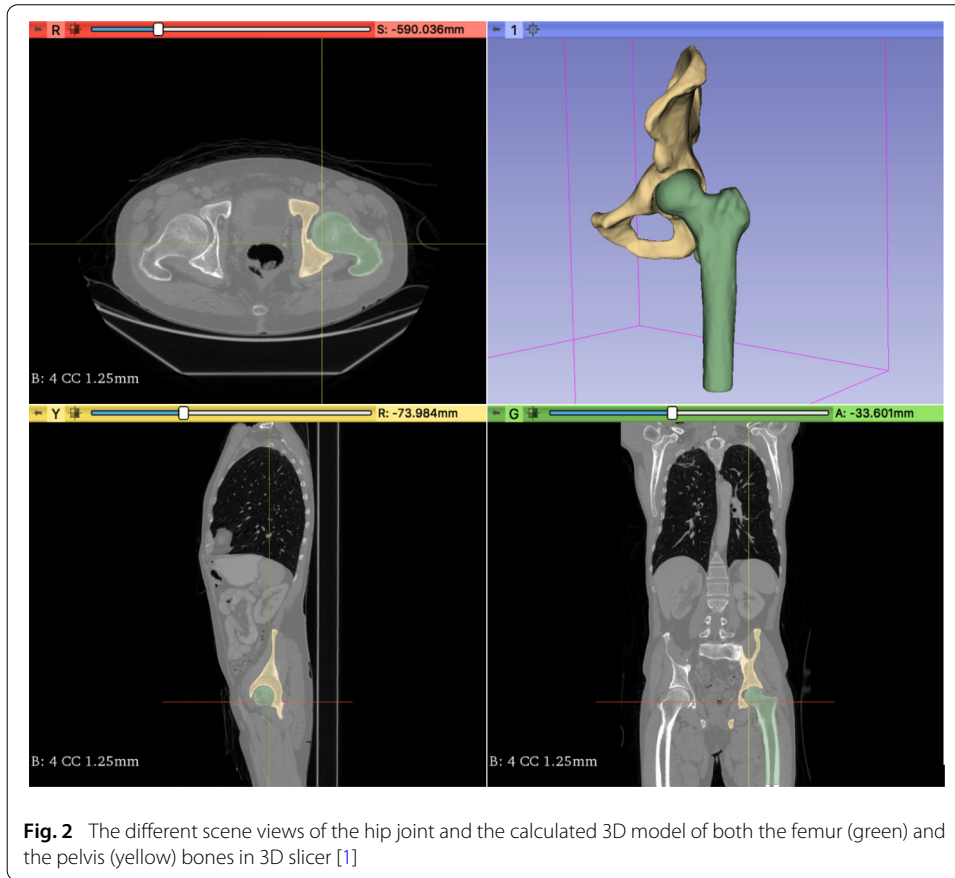 R S: -590.036mm
1
B: 4 CC 1.25mm
Y R: -73.984mm
G A: -33.601mm
B: 4 CC 1.25mm
B: 4 CC 1.25mm
Fig. 2 The different scene views of the hip joint and the calculated 3D model of both the femur (green) and
the pelvis (yellow) bones in 3D slicer [1]